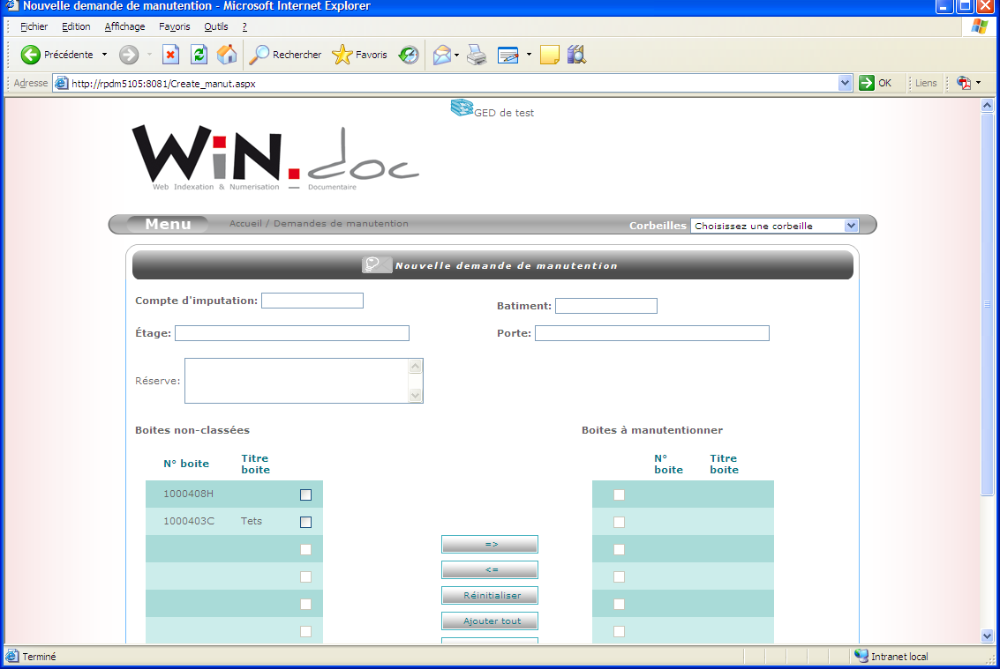 Nouvelle demande de manutention - Microsoft Internet Explorer
Fichier Edition Affichage Favoris Outils ?
Précédente Rechercher Favoris
Adresse http://rpdm5105:8081/Create_manut.aspx OK Liens
GED de test
WiN.doc
Web Indexation & Numerisation — Documentaire
Menu Accueil / Demandes de manutention Corbeilles Choisissez une corbeille
Nouvelle demande de manutention
Compte d'imputation: Batiment:
Étage: Porte:
Réserve:
Boites non-classées Boites à manutentionner
N° boite Titre boite N° boite Titre boite
1000408H
1000403C Tets
=>
<=
Réinitialiser
Ajouter tout
Terminé Intranet local